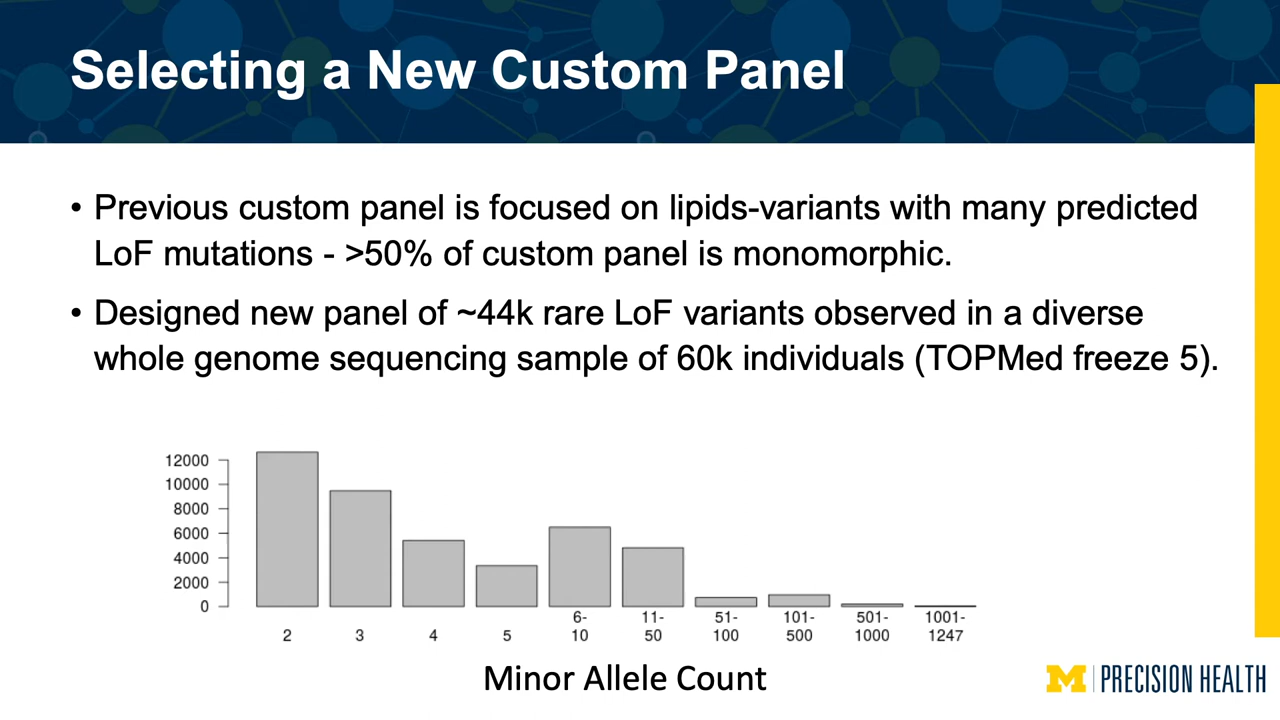 Selecting a New Custom Panel
• Previous custom panel is focused on lipids-variants with many predicted
LoF mutations - >50% of custom panel is monomorphic.
• Designed new panel of ~44k rare LoF variants observed in a diverse
whole genome sequencing sample of 60k individuals (TOPMed freeze 5).
12000
10000
8000
6000
4000
2000
0
6- 11- 51- 101- 501- 1001-
2 3 4 5 10 50 100 500 1000 1247
Minor Allele Count
M PRECISION HEALTH